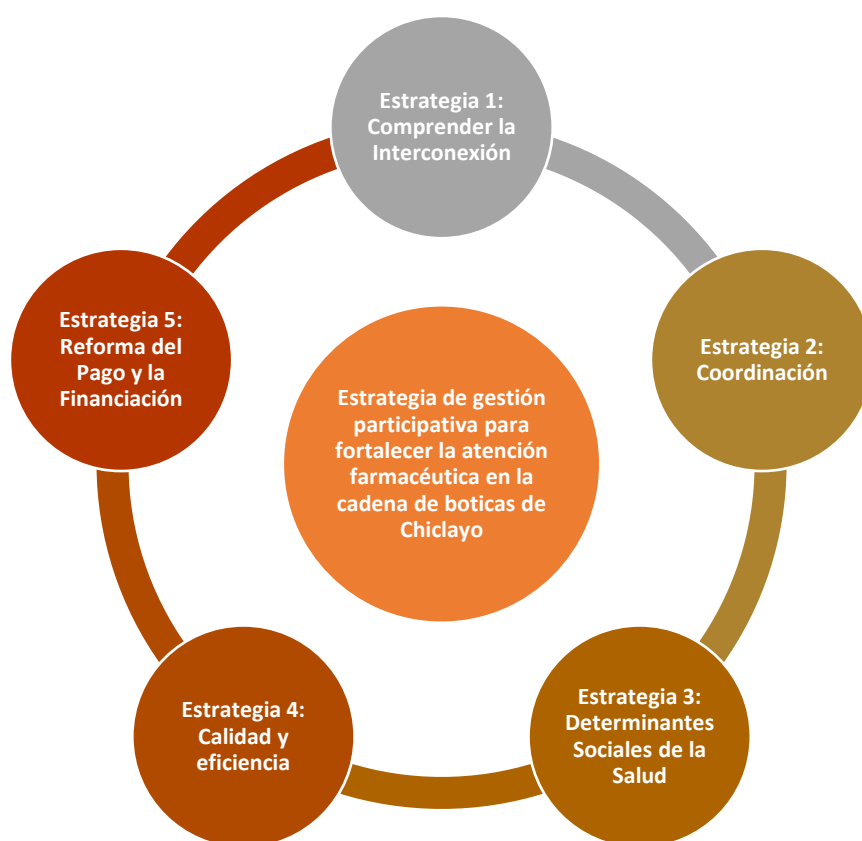 Estrategia 1:
Comprender la
Interconexión
Estrategia 2:
Coordinación
Estrategia 3:
Determinantes
Sociales de la
Salud
Estrategia 4:
Calidad y
eficiencia
Estrategia 5:
Reforma del
Pago y la
Financiación
Estrategia de gestión
participativa para
fortalecer la atención
farmacéutica en la
cadena de boticas de
Chiclayo